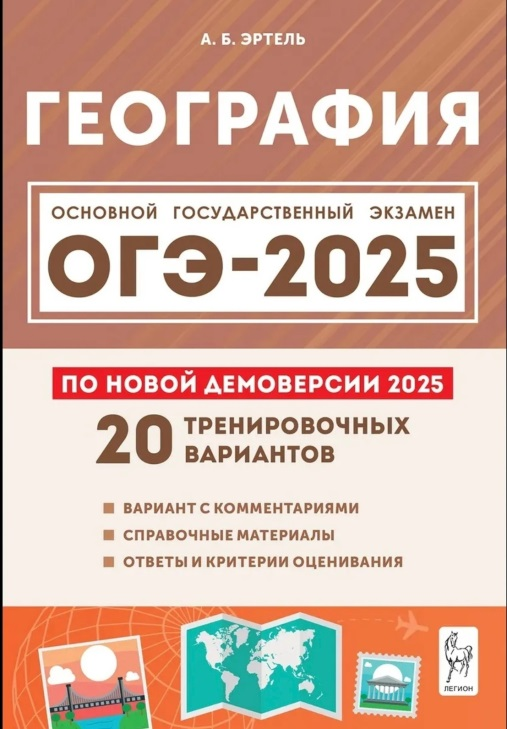 А. Б. ЭРТЕЛЬ
ГЕОГРАФИЯ
ОСНОВНОЙ ГОСУДАРСТВЕННЫЙ ЭКЗАМЕН
ОГЭ-2025
ПО НОВОЙ ДЕМОВЕРСИИ 2025
20 ТРЕНИРОВОЧНЫХ
ВАРИАНТОВ
ВАРИАНТ С КОММЕНТАРИЯМИ
СПРАВОЧНЫЕ МАТЕРИАЛЫ
ОТВЕТЫ И КРИТЕРИИ ОЦЕНИВАНИЯ
ЛЕГИОН